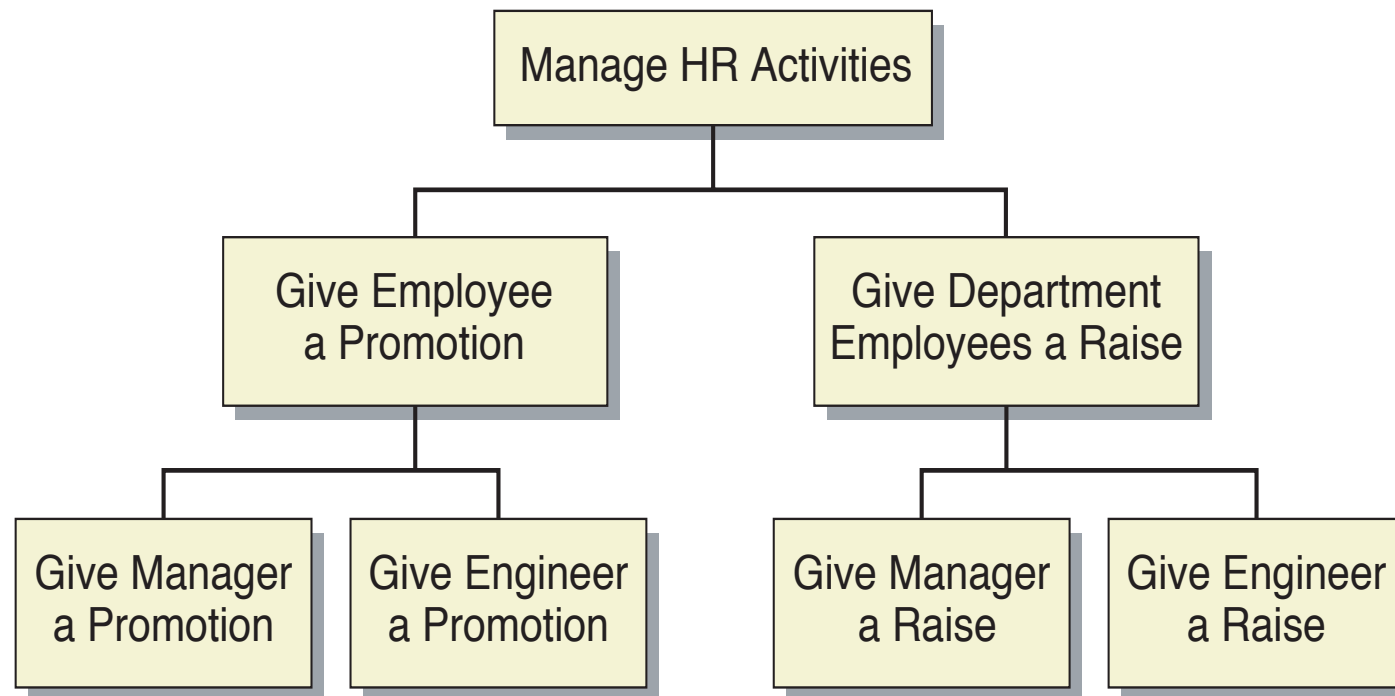 Manage HR Activities
Give Employee
a Promotion
Give Department
Employees a Raise
Give Manager
a Promotion
Give Engineer
a Promotion
Give Manager
a Raise
Give Engineer
a Raise